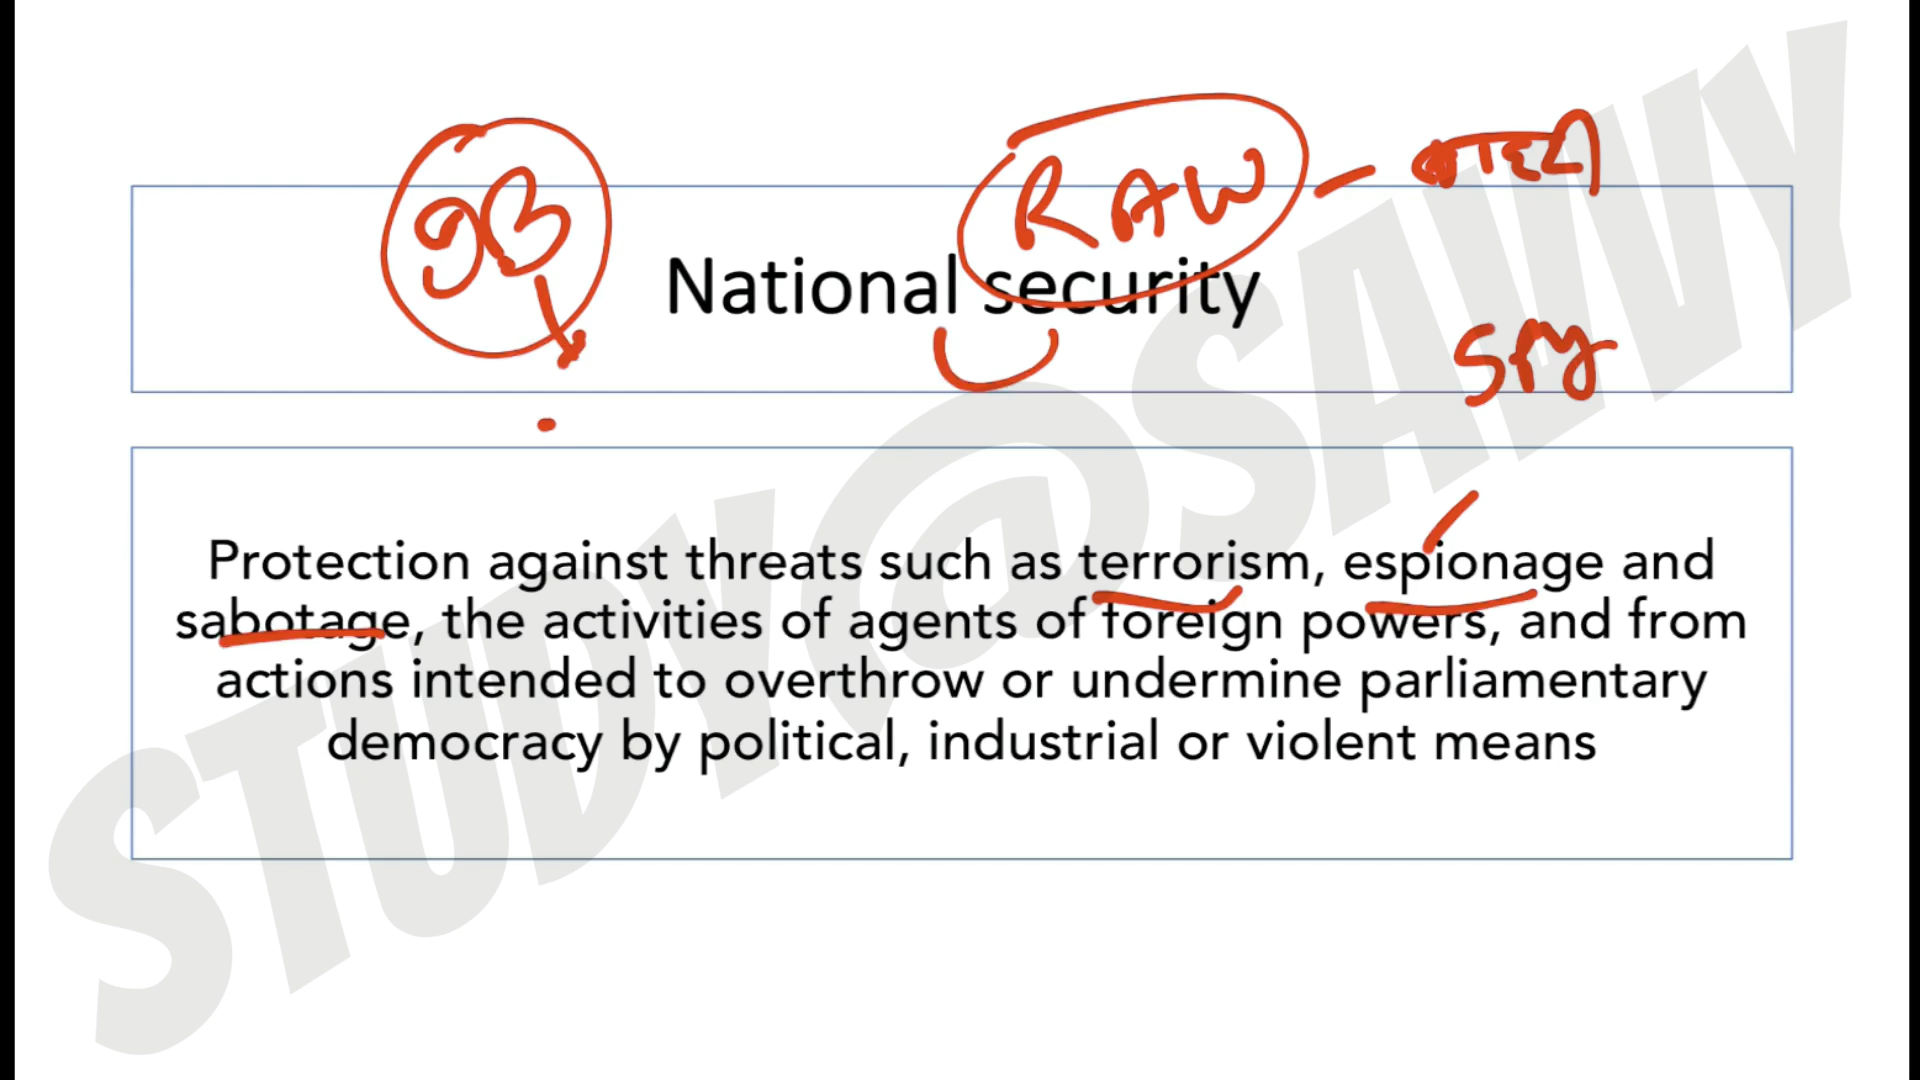 IB
RAW - बाहरी
National security
Spy
Protection against threats such as terrorism, espionage and
sabotage, the activities of agents of foreign powers, and from
actions intended to overthrow or undermine parliamentary
democracy by political, industrial or violent means
STUDY@SAVVY